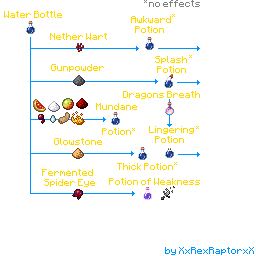 *no effects
Water Bottle
Awkward*
Potion
Nether Wart
Gunpowder
Splash*
Potion
Dragons Breath
Mundane
Potion*
Lingering*
Potion
Glowstone
Thick Potion*
Fermented
Spider Eye
Potion of Weakness
by XxRexRaptorxX